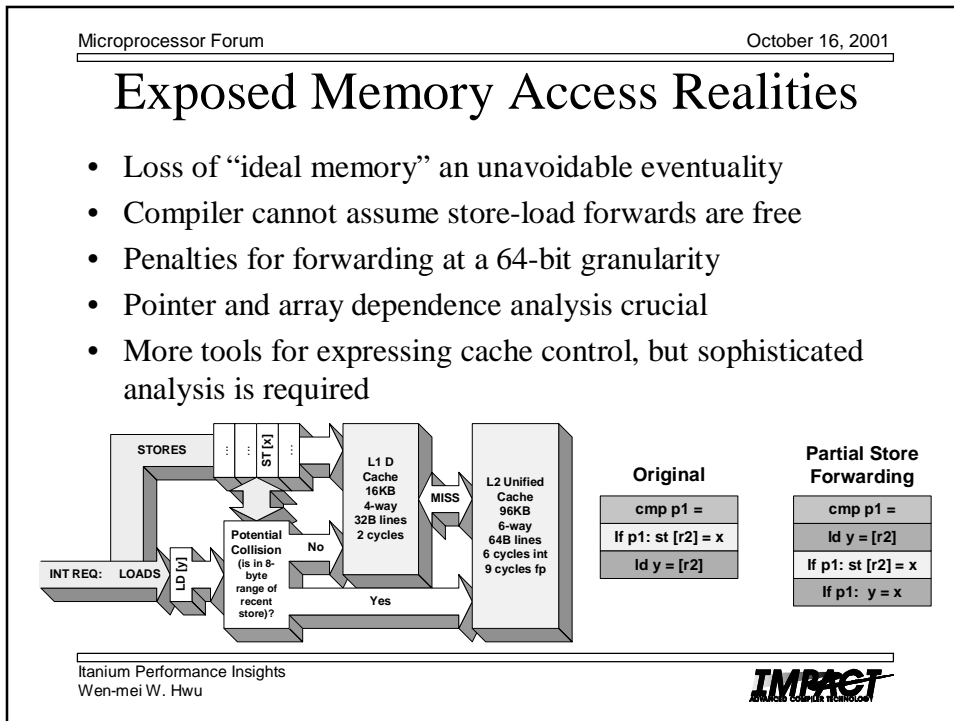 Microprocessor Forum
October 16, 2001
Exposed Memory Access Realities
• Loss of “ideal memory” an unavoidable eventuality
• Compiler cannot assume store-load forwards are free
• Penalties for forwarding at a 64-bit granularity
• Pointer and array dependence analysis crucial
• More tools for expressing cache control, but sophisticated
analysis is required
STORES
...
...
ST [x]
...
INT REQ: LOADS
LD [y]
Potential
Collision
(is in 8-
byte
range of
recent
store)?
No
Yes
L1 D
Cache
16KB
4-way
32B lines
2 cycles
MISS
L2 Unified
Cache
96KB
6-way
64B lines
6 cycles int
9 cycles fp
Original
cmp p1 =
If p1: st [r2] = x
ld y = [r2]
Partial Store
Forwarding
cmp p1 =
ld y = [r2]
If p1: st [r2] = x
If p1: y = x
Itanium Performance Insights
Wen-mei W. Hwu
IMPACT
ADVANCED COMPILER TECHNOLOGY